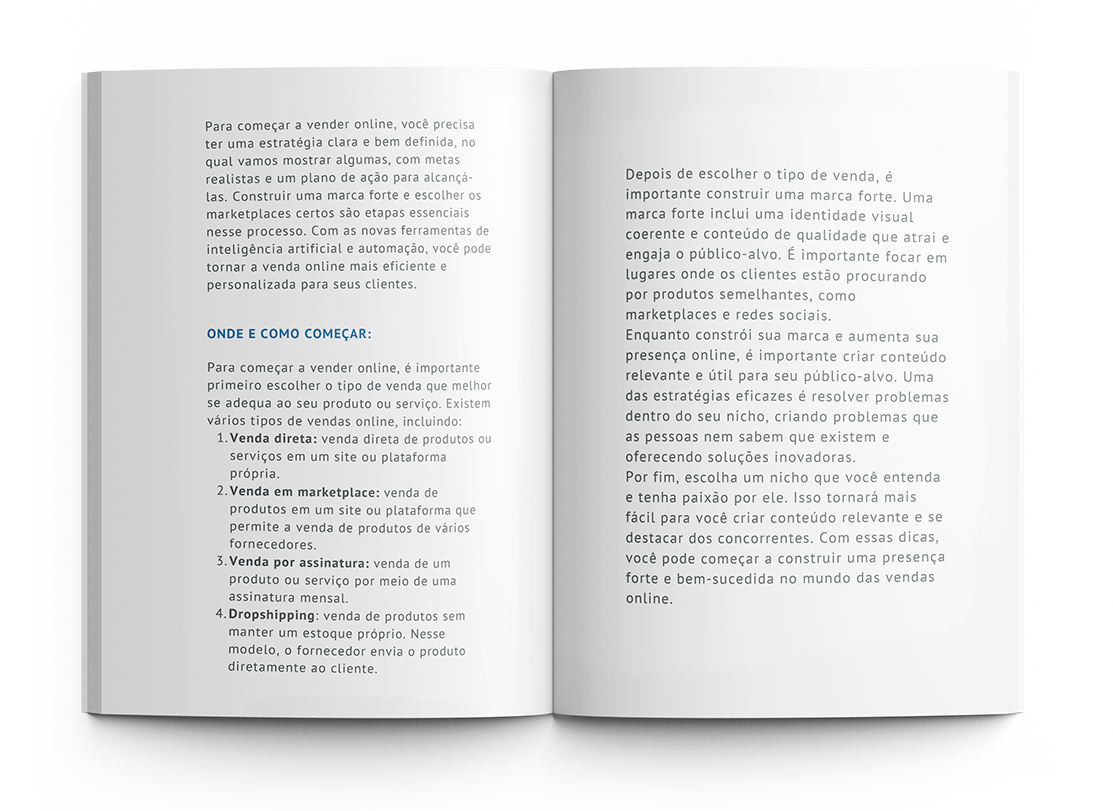 Para começar a vender online, você precisa
ter uma estratégia clara e bem definida, no
qual vamos mostrar algumas, com metas
realistas e um plano de ação para alcançá-
las. Construir uma marca forte e escolher os
marketplaces certos são etapas essenciais
nesse processo. Com as novas ferramentas de
inteligência artificial e automação, você pode
tornar a venda online mais eficiente e
personalizada para seus clientes.
ONDE E COMO COMEÇAR:
Para começar a vender online, é importante
primeiro escolher o tipo de venda que melhor
se adequa ao seu produto ou serviço. Existem
vários tipos de vendas online, incluindo:
1. Venda direta: venda direta de produtos ou
serviços em um site ou plataforma
própria.
2. Venda em marketplace: venda de
produtos em um site ou plataforma que
permite a venda de produtos de vários
fornecedores.
3. Venda por assinatura: venda de um
produto ou serviço por meio de uma
assinatura mensal.
4. Dropshipping: venda de produtos sem
manter um estoque próprio. Nesse
modelo, o fornecedor envia o produto
diretamente ao cliente.
Depois de escolher o tipo de venda, é
importante construir uma marca forte. Uma
marca forte inclui uma identidade visual
coerente e conteúdo de qualidade que atrai e
engaja o público-alvo. É importante focar em
lugares onde os clientes estão procurando
por produtos semelhantes, como
marketplaces e redes sociais.
Enquanto constrói sua marca e aumenta sua
presença online, é importante criar conteúdo
relevante e útil para seu público-alvo. Uma
das estratégias eficazes é resolver problemas
dentro do seu nicho, criando problemas que
as pessoas nem sabem que existem e
oferecendo soluções inovadoras.
Por fim, escolha um nicho que você entenda
e tenha paixão por ele. Isso tornará mais
fácil para você criar conteúdo relevante e se
destacar dos concorrentes. Com essas dicas,
você pode começar a construir uma presença
forte e bem-sucedida no mundo das vendas
online.